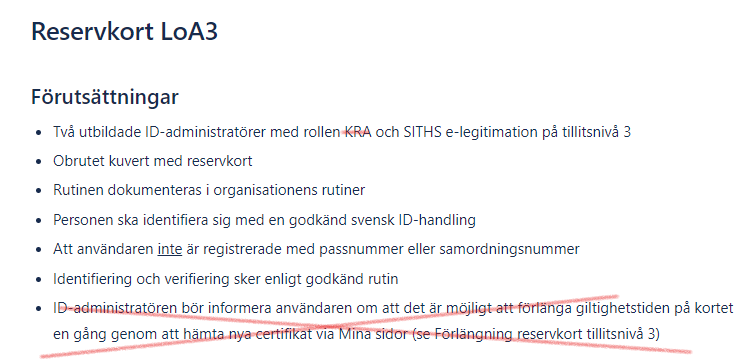 Reservkort LoA3
Förutsättningar
• Två utbildade ID-administratörer med rollen KRA och SITHS e-legitimation på tillitsnivå 3
• Obrutet kuvert med reservkort
• Rutinen dokumenteras i organisationens rutiner
• Personen ska identifiera sig med en godkänd svensk ID-handling
• Att användaren inte är registrerade med passnummer eller samordningsnummer
• Identifiering och verifiering sker enligt godkänd rutin
• ID-administratören bör informera användaren om att det är möjligt att förlänga giltighetstiden på kortet
en gång genom att hämta nya certifikat via Mina sidor (se Förlängning reservkort tillitsnivå 3)